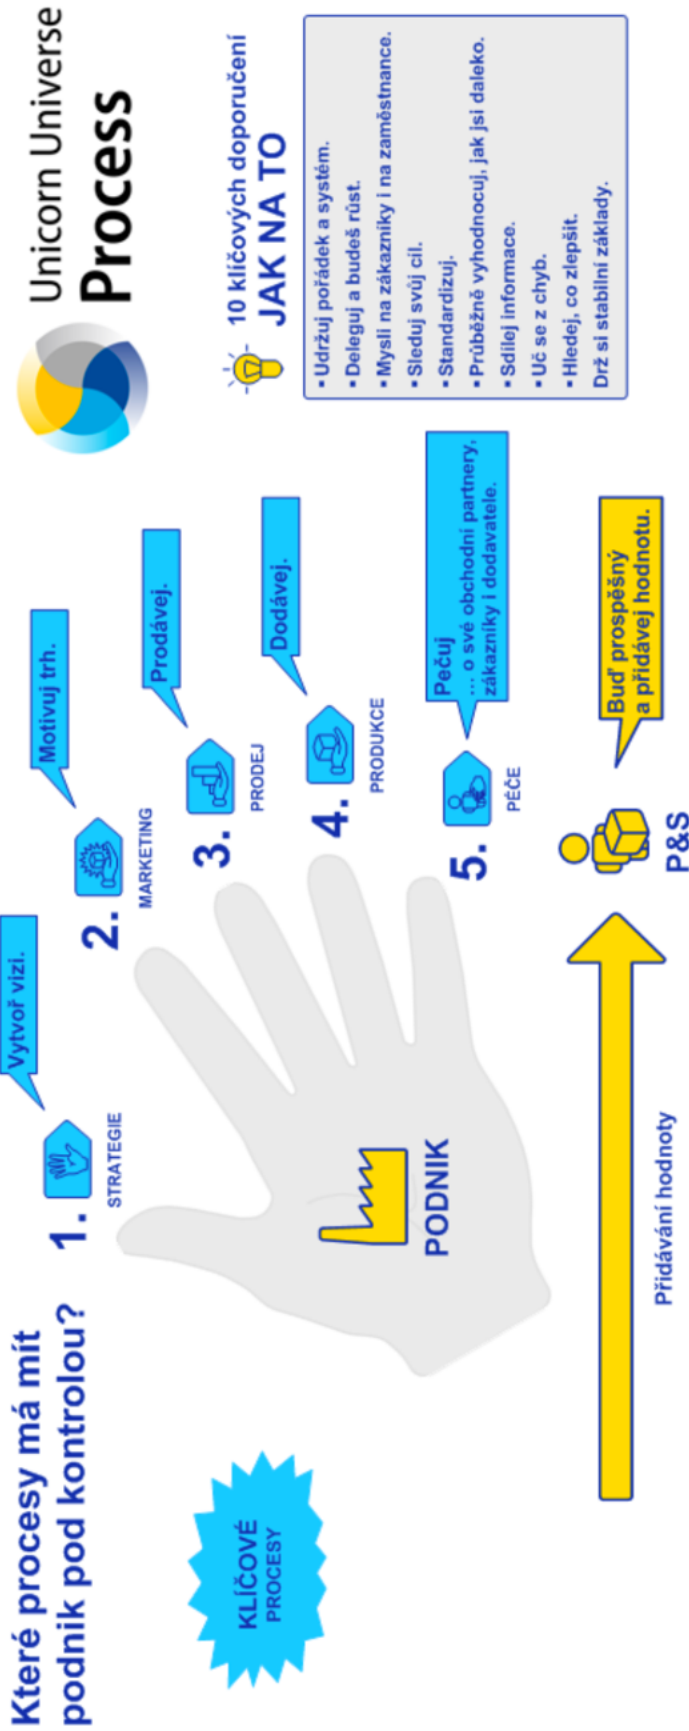 Které procesy má mít
podnik pod kontrolou?
Unicorn Universe
Process
KLÍČOVÉ
PROCESY
1.
STRATEGIE
Vytvoř vizi.
2.
MARKETING
Motivuj trh.
3.
PRODEJ
Prodávej.
4.
PRODUKCE
Dodávej.
5.
PÉČE
Pečuj
... o své obchodní partnery,
zákazníky i dodavatele.
PODNIK
Přidávání hodnoty
P&S
Buď prospěšný
a přidávej hodnotu.
10 klíčových doporučení
JAK NA TO
▪ Udržuj pořádek a systém.
▪ Deleguj a budeš růst.
▪ Mysli na zákazníky i na zaměstnance.
▪ Sleduj svůj cíl.
▪ Standardizuj.
▪ Průběžně vyhodnocuj, jak jsi daleko.
▪ Sdílej informace.
▪ Uč se z chyb.
▪ Hledej, co zlepšit.
Drž si stabilní základy.